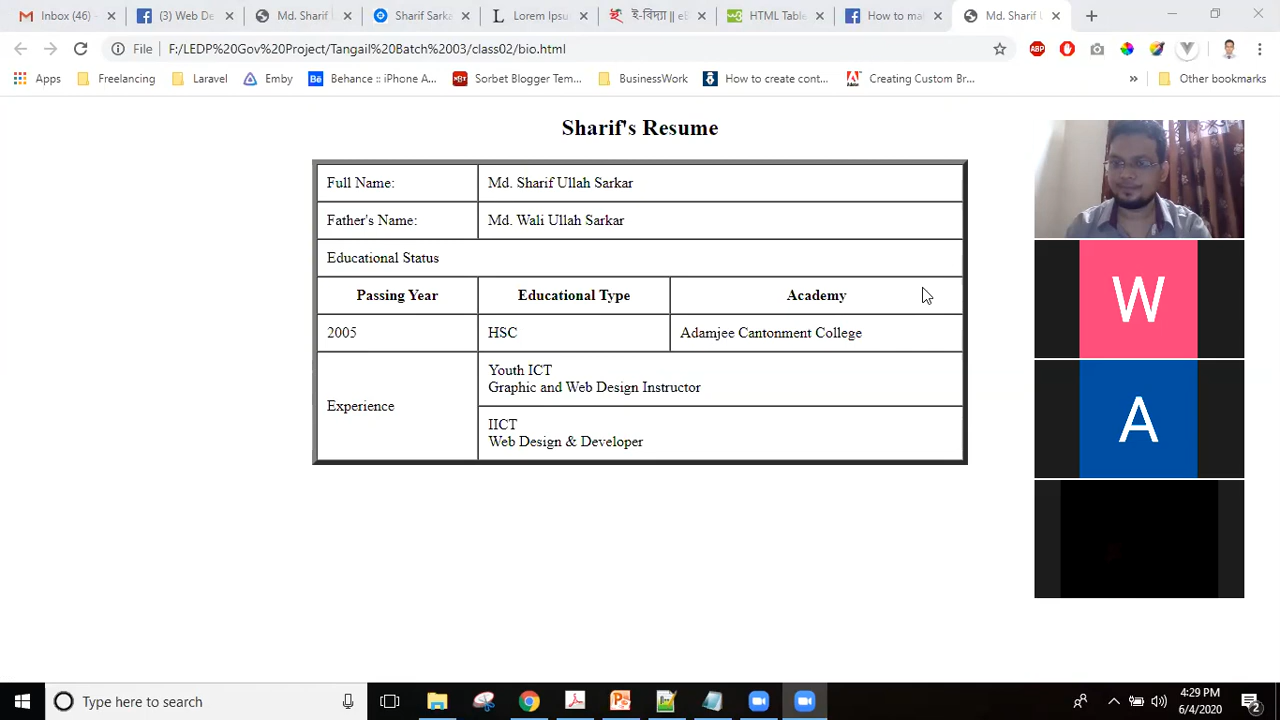 Inbox (46)
(3) Web De
Md. Sharif
Sharif Sarka
Lorem Ipsu
ই-বিদ্যা || eE
HTML Table
How to ma
Md. Sharif U
File F:/LEDP%20Gov%20Project/Tangail%20Batch%2003/class02/bio.html
ABP
Apps Freelancing Laravel Emby Behance :: iPhone A... Sorbet Blogger Tem... BusinessWork How to create cont... Creating Custom Br... » Other bookmarks
Sharif's Resume
Full Name: Md. Sharif Ullah Sarkar
Father's Name: Md. Wali Ullah Sarkar
Educational Status
Passing Year Educational Type Academy
2005 HSC Adamjee Cantonment College
Experience
Youth ICT
Graphic and Web Design Instructor
IICT
Web Design & Developer
W
A
Type here to search
4:29 PM
6/4/2020
2